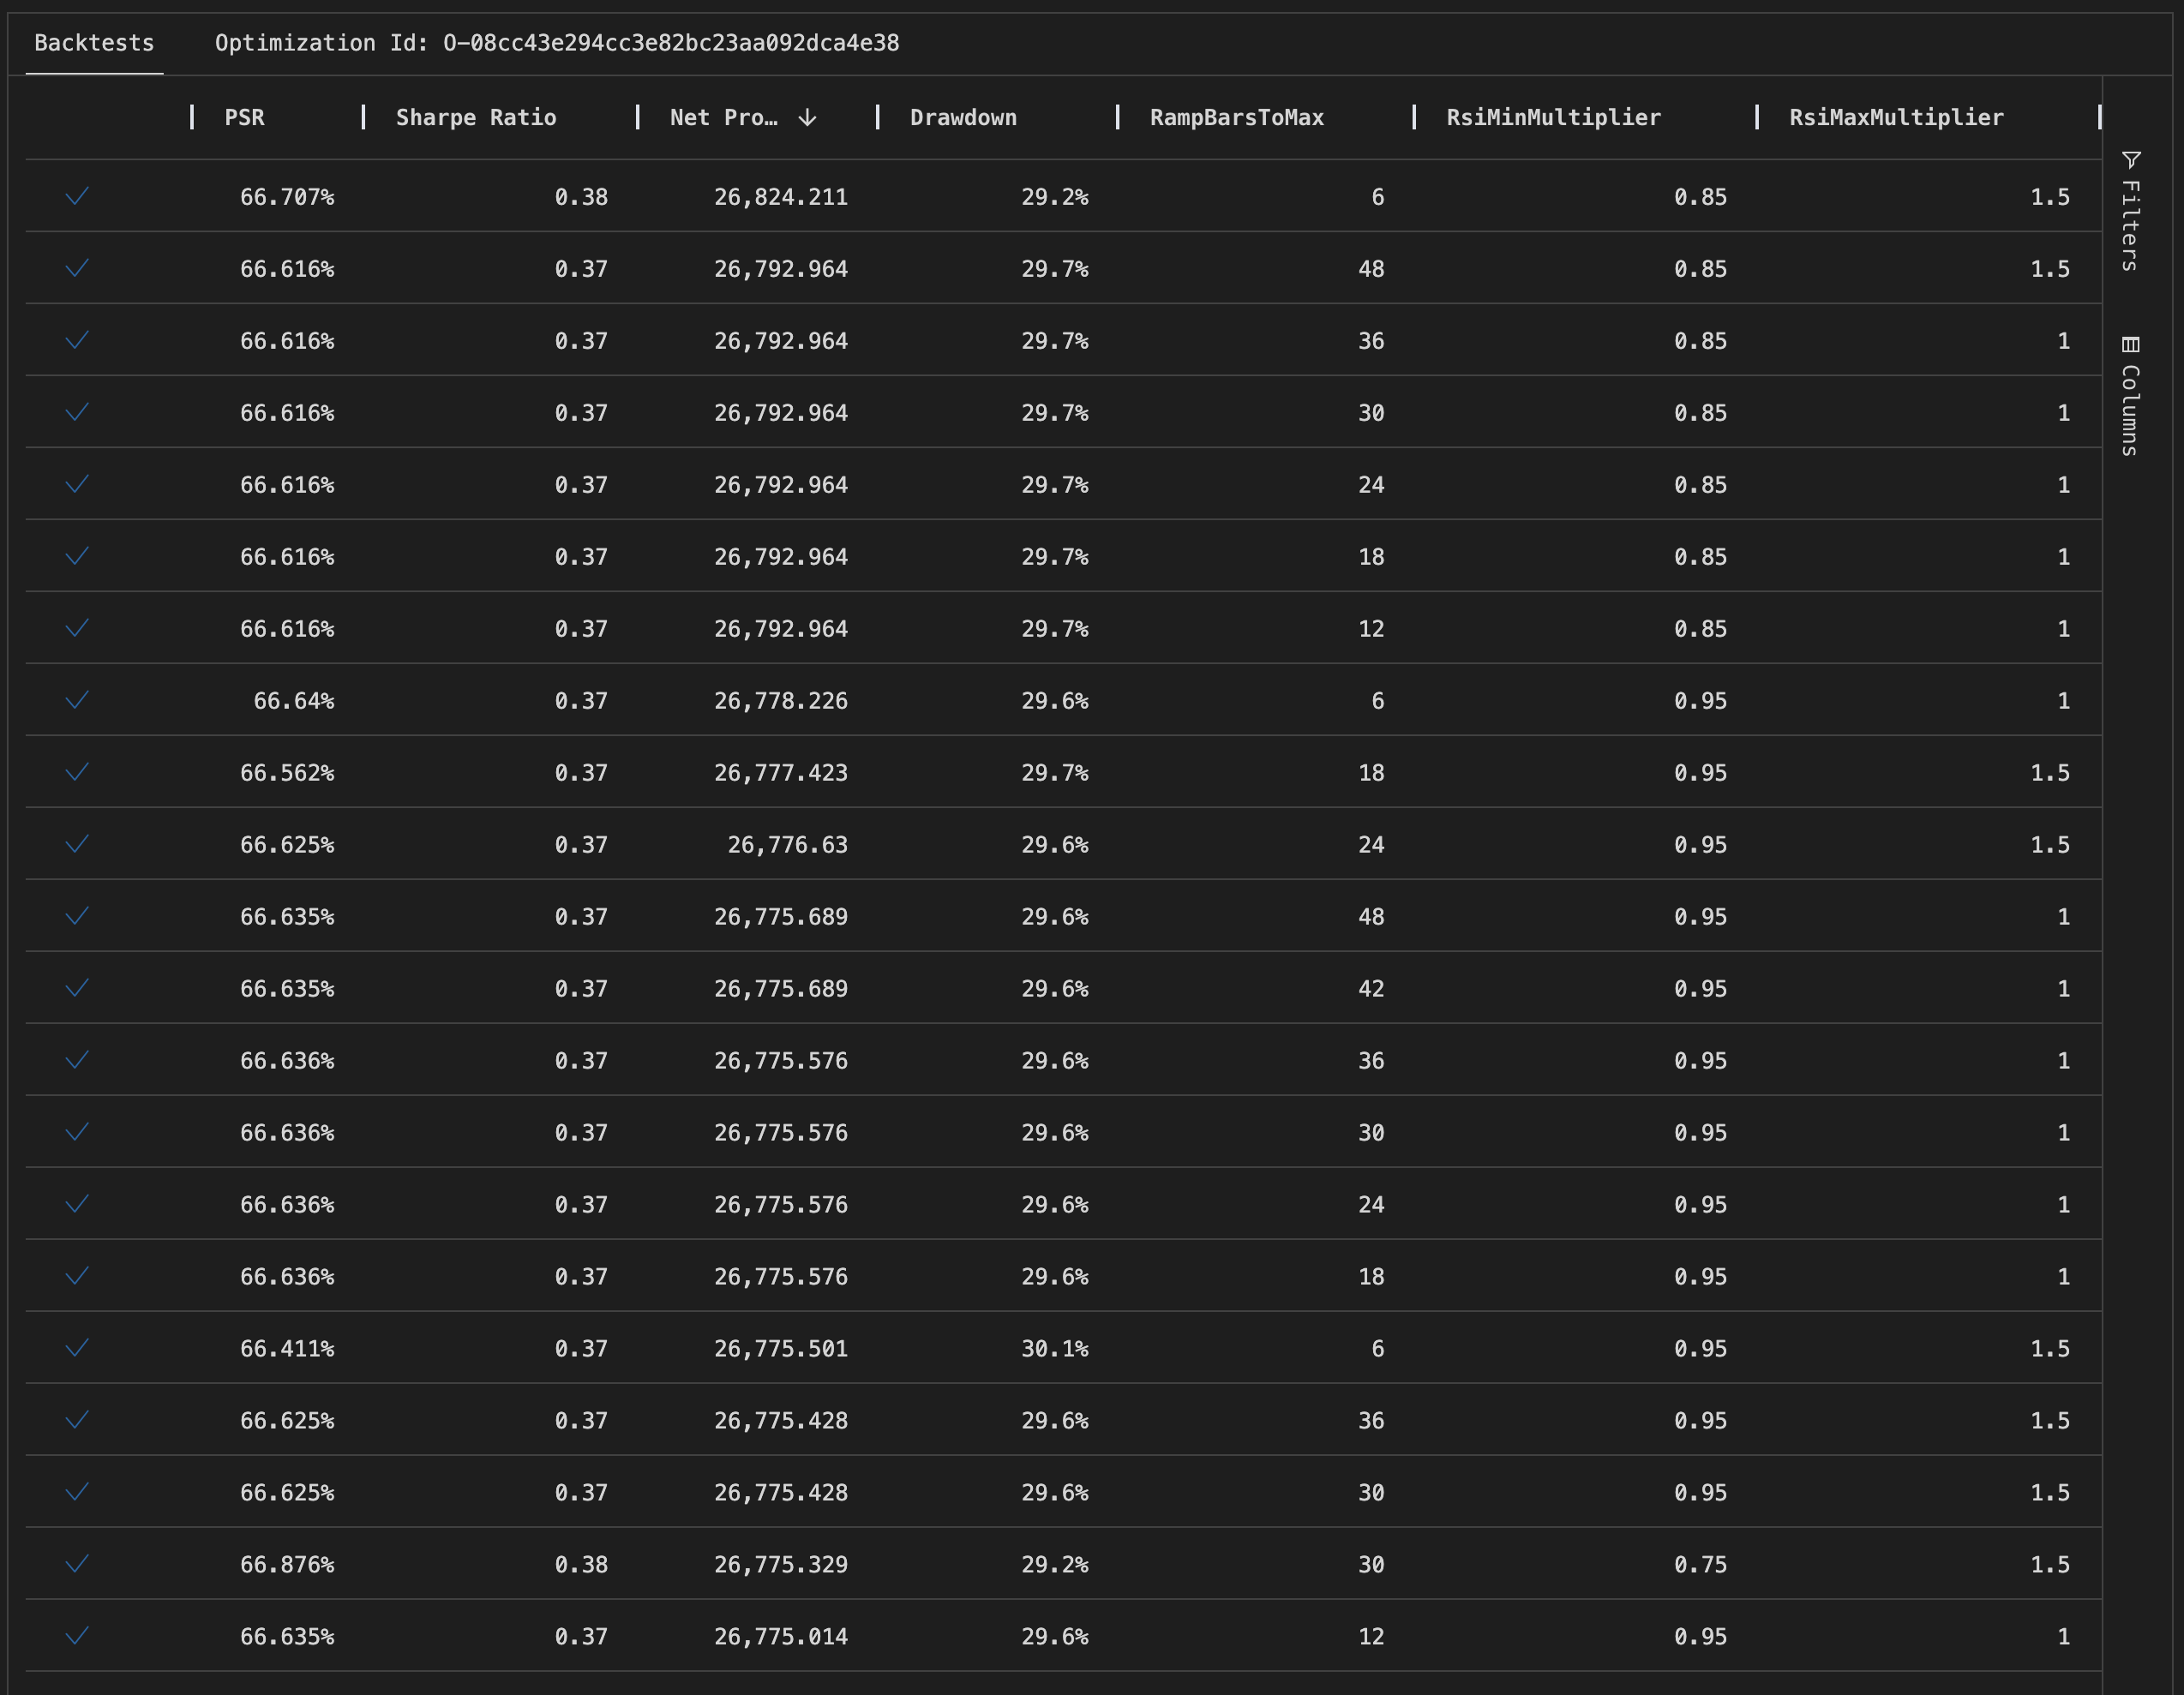 Backtests Optimization Id: O-08cc43e294cc3e82bc23aa092dca4e38
PSR Sharpe Ratio Net Pro… ↓ Drawdown RampBarsToMax RsiMinMultiplier RsiMaxMultiplier
66.707% 0.38 26,824.211 29.2% 6 0.85 1.5
66.616% 0.37 26,792.964 29.7% 48 0.85 1.5
66.616% 0.37 26,792.964 29.7% 36 0.85 1
66.616% 0.37 26,792.964 29.7% 30 0.85 1
66.616% 0.37 26,792.964 29.7% 24 0.85 1
66.616% 0.37 26,792.964 29.7% 18 0.85 1
66.616% 0.37 26,792.964 29.7% 12 0.85 1
66.64% 0.37 26,778.226 29.6% 6 0.95 1
66.562% 0.37 26,777.423 29.7% 18 0.95 1.5
66.625% 0.37 26,776.63 29.6% 24 0.95 1.5
66.635% 0.37 26,775.689 29.6% 48 0.95 1
66.635% 0.37 26,775.689 29.6% 42 0.95 1
66.636% 0.37 26,775.576 29.6% 36 0.95 1
66.636% 0.37 26,775.576 29.6% 30 0.95 1
66.636% 0.37 26,775.576 29.6% 24 0.95 1
66.636% 0.37 26,775.576 29.6% 18 0.95 1
66.411% 0.37 26,775.501 30.1% 6 0.95 1.5
66.625% 0.37 26,775.428 29.6% 36 0.95 1.5
66.625% 0.37 26,775.428 29.6% 30 0.95 1.5
66.876% 0.38 26,775.329 29.2% 30 0.75 1.5
66.635% 0.37 26,775.014 29.6% 12 0.95 1
Filters
Columns